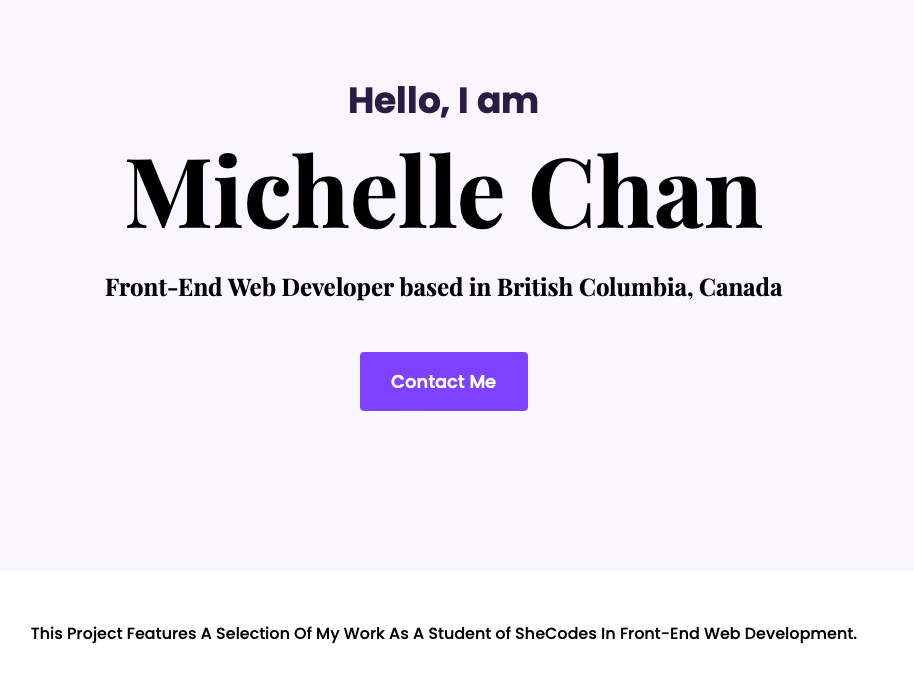 Hello, I am
Michelle Chan
Front-End Web Developer based in British Columbia, Canada
Contact Me
This Project Features A Selection Of My Work As A Student of SheCodes In Front-End Web Development.